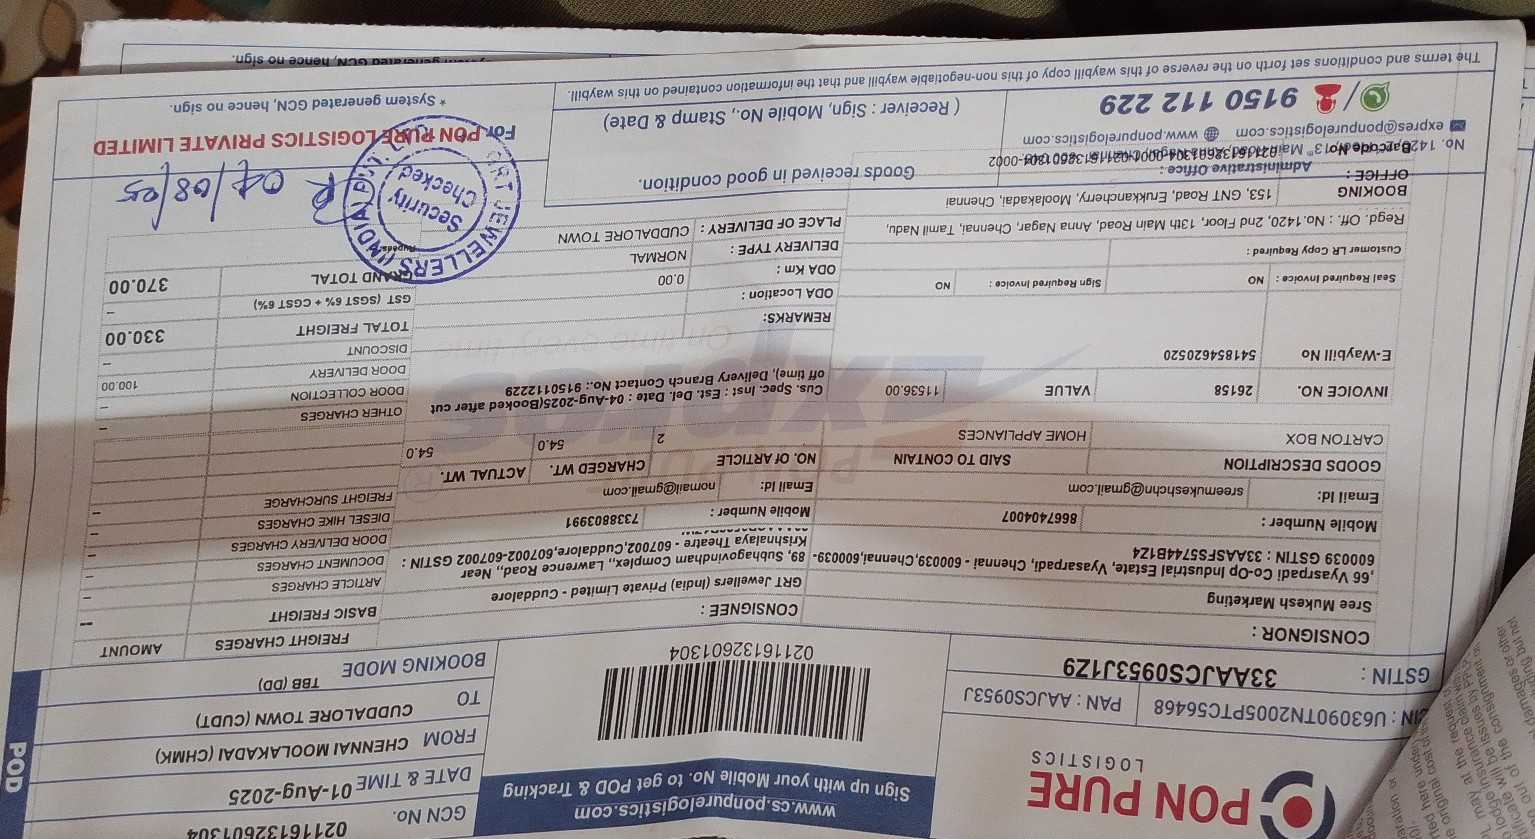 PON PURE
LOGISTICS
www.cs.ponpurelogistics.com
Sign up with your Mobile No. to get POD & Tracking
GCN No. 02116132601304
DATE & TIME 01-Aug-2025
FROM CHENNAI MOOLAKADAI (CHMK)
TO CUDDALORE TOWN (CUDT)
BOOKING MODE TBB (DD)
POD
CIN : U63090TN2005PTC56468 PAN : AAJCS0953J
GSTIN : 33AAJCS0953J1Z9
02116132601304
CONSIGNOR :
Sree Mukesh Marketing
,66 Vyasrpadi Co-Op Industrial Estate, Vyasarpadi, Chennai - 600039,Chennai,600039-
600039 GSTIN : 33AASFS5744B1Z4
Mobile Number : 8667404007
Email Id: sreemukeshchn@gmail.com
CONSIGNEE :
GRT Jewellers (India) Private Limited - Cuddalore
89, Subhagovindham Complex,, Lawrence Road,, Near
Krishnalaya Theatre - 607002,Cuddalore,607002-607002 GSTIN :
Mobile Number : 7338803991
Email Id: nomail@gmail.com
GOODS DESCRIPTION SAID TO CONTAIN NO. Of ARTICLE CHARGED WT. ACTUAL WT.
CARTON BOX HOME APPLIANCES 2 54.0 54.0
INVOICE NO. 26158 VALUE 11536.00
E-Waybill No 541854620520
Cus. Spec. Inst : Est. Del. Date : 04-Aug-2025(Booked after cut
off time), Delivery Branch Contact No.: 9150112229
PON PURE
Expres
On time every time
Seal Required Invoice : NO Sign Required Invoice : NO
Customer LR Copy Required :
REMARKS:
ODA Location :
ODA Km : 0.00
DELIVERY TYPE : NORMAL
PLACE OF DELIVERY : CUDDALORE TOWN
FREIGHT CHARGES AMOUNT
BASIC FREIGHT --
ARTICLE CHARGES –
DOCUMENT CHARGES –
DOOR DELIVERY CHARGES –
DIESEL HIKE CHARGES –
FREIGHT SURCHARGE –
OTHER CHARGES –
DOOR COLLECTION –
DOOR DELIVERY 100.00
DISCOUNT –
TOTAL FREIGHT 330.00
GST (SGST 6% + CGST 6%) –
GRAND TOTAL 370.00
Rupees:
Regd. Off. : No.1420, 2nd Floor, 13th Main Road, Anna Nagar, Chennai, Tamil Nadu,
BOOKING
OFFICE : 153, GNT Road, Erukkancherry, Moolakadai, Chennai
Administrative Office :
Barcode No :
expres@ponpurelogistics.com www.ponpurelogistics.com
9150 112 229
Goods received in good condition.
( Receiver : Sign, Mobile No., Stamp & Date)
Security
Checked
04/08/25
For PON PURE LOGISTICS PRIVATE LIMITED
* System generated GCN, hence no sign.
The terms and conditions set forth on the reverse of this waybill copy of this non-negotiable waybill and that the information contained on this waybill.